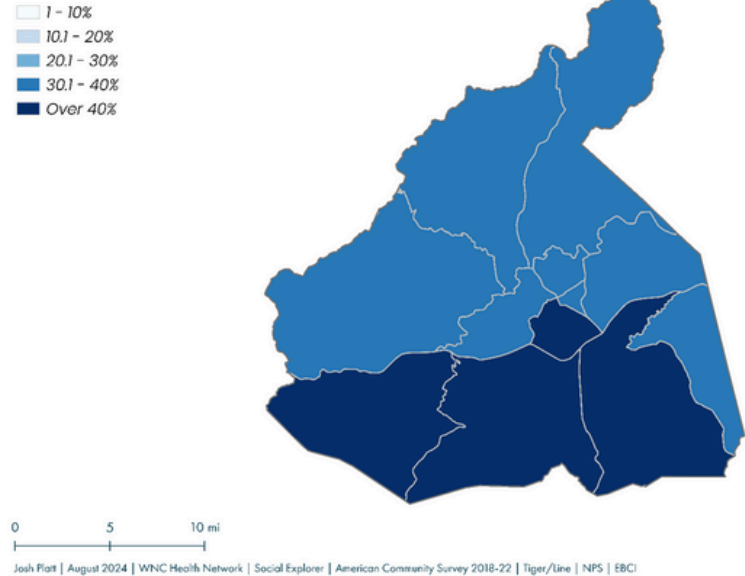 1 - 10%
10.1 - 20%
20.1 - 30%
30.1 - 40%
Over 40%
0 5 10 mi
Josh Platt | August 2024 | WNC Health Network | Social Explorer | American Community Survey 2018-22 | Tiger/Line | NPS | EBCI